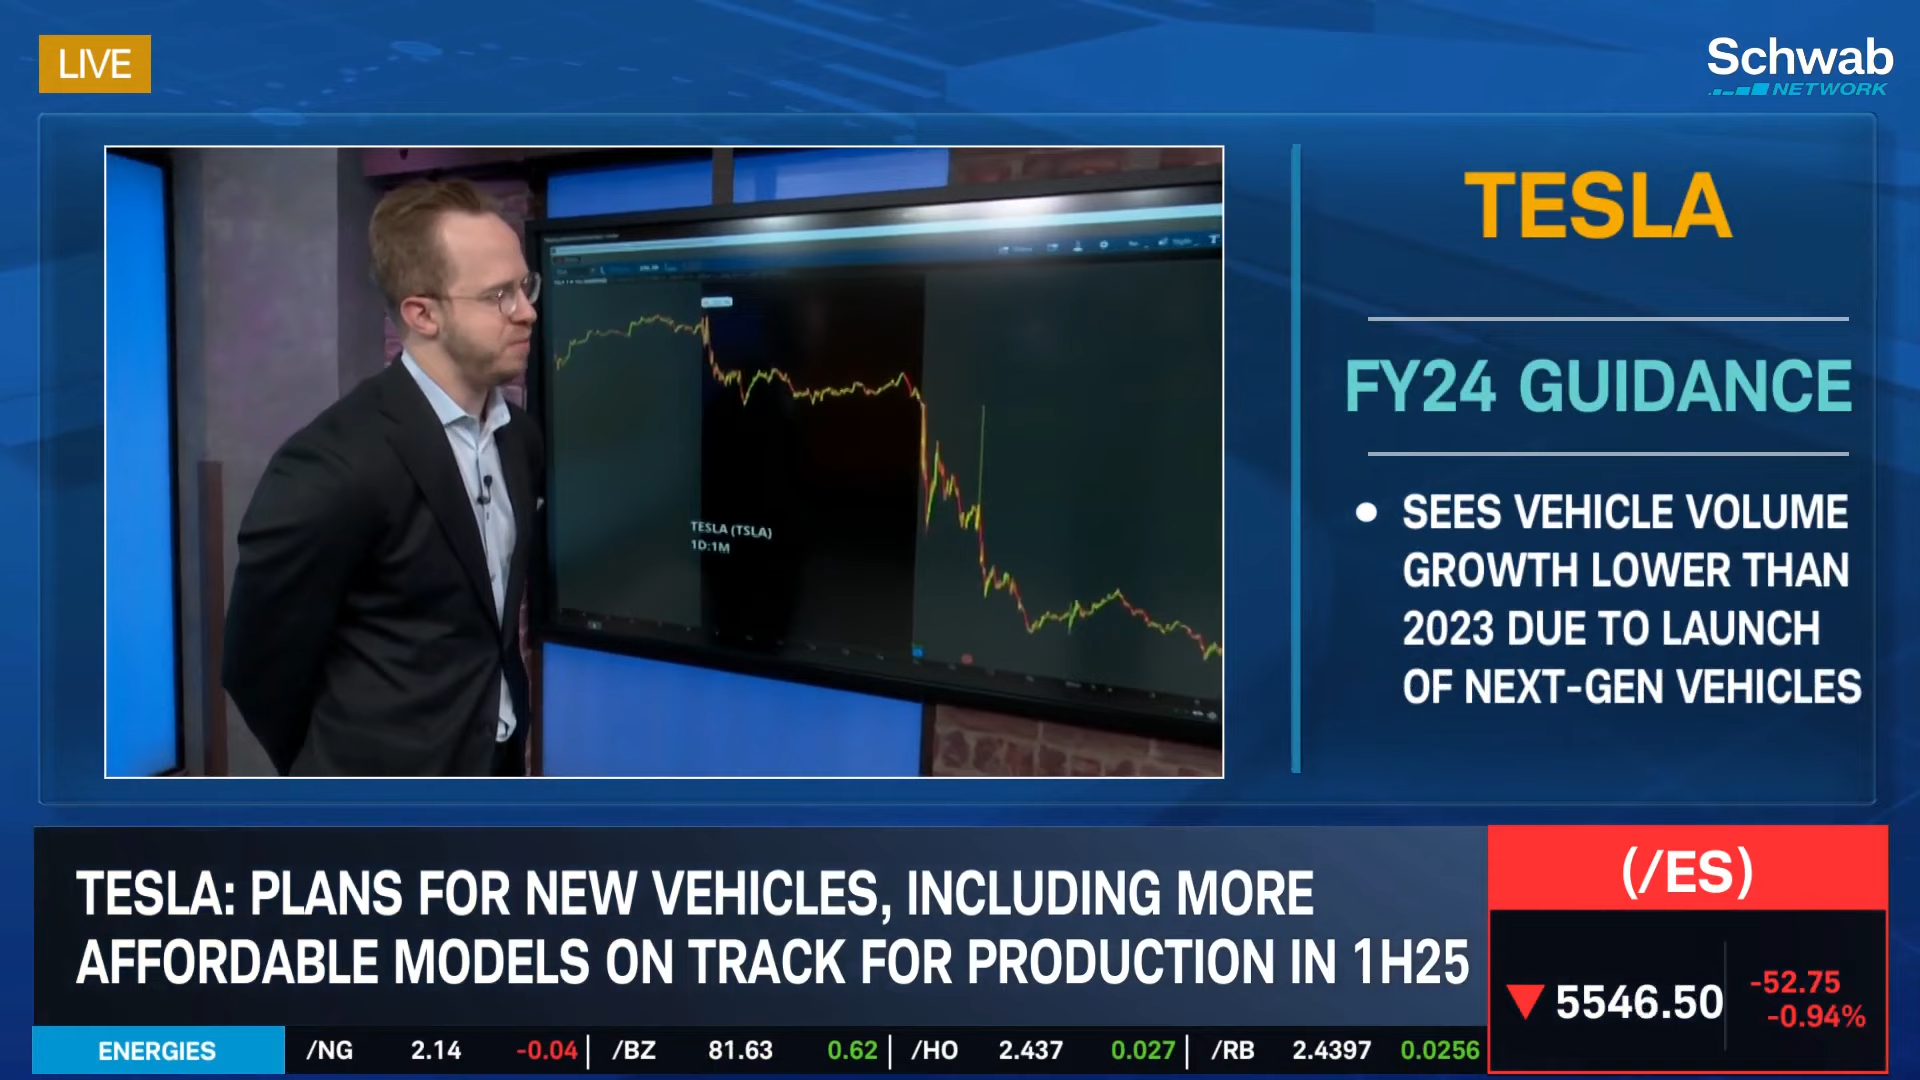 LIVE
Schwab
NETWORK
TESLA
FY24 GUIDANCE
• SEES VEHICLE VOLUME
GROWTH LOWER THAN
2023 DUE TO LAUNCH
OF NEXT-GEN VEHICLES
TESLA (TSLA)
1D:1M
TESLA: PLANS FOR NEW VEHICLES, INCLUDING MORE
AFFORDABLE MODELS ON TRACK FOR PRODUCTION IN 1H25
(/ES)
▼ 5546.50 -52.75
-0.94%
ENERGIES /NG 2.14 -0.04 | /BZ 81.63 0.62 | /HO 2.437 0.027 | /RB 2.4397 0.0256